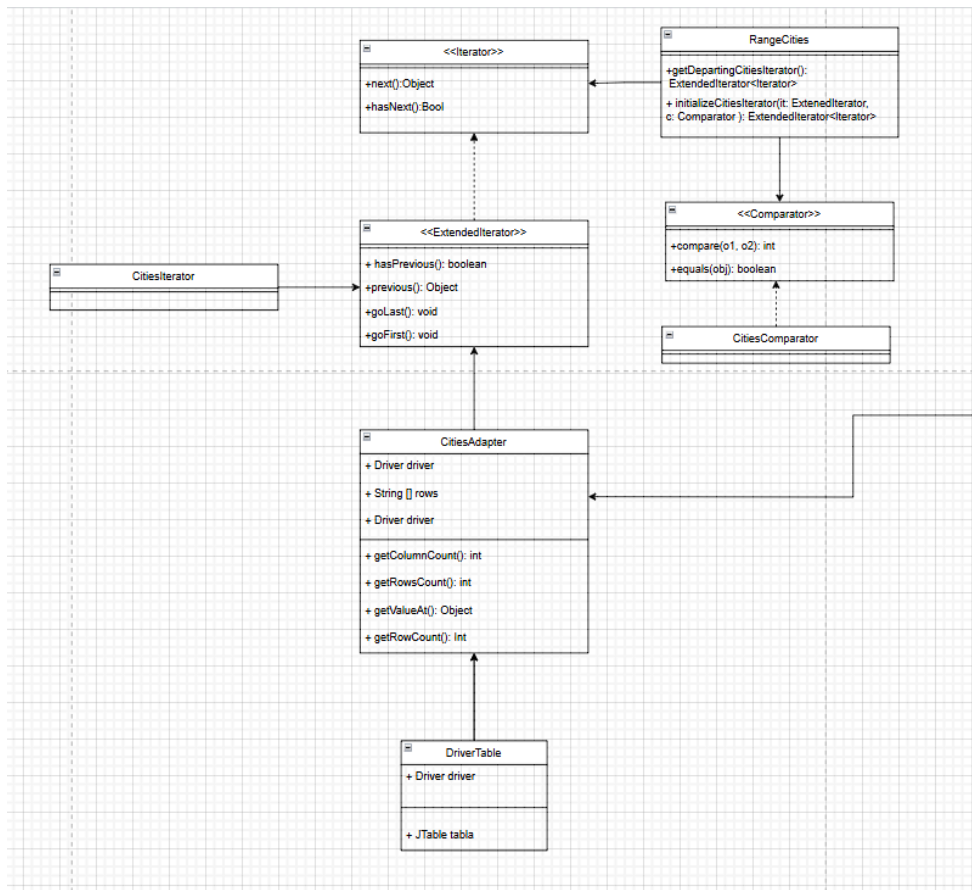 <<Iterator>>
+next():Object
+hasNext():Bool
RangeCities
+getDepartingCitiesIterator():
ExtendedIterator<Iterator>
+ initializeCitiesIterator(it: ExtenedIterator,
c: Comparator ): ExtendedIterator<Iterator>
<<Comparator>>
+compare(o1, o2): int
+equals(obj): boolean
CitiesComparator
<<ExtendedIterator>>
+ hasPrevious(): boolean
+previous(): Object
+goLast(): void
+goFirst(): void
CitiesIterator
CitiesAdapter
+ Driver driver
+ String [] rows
+ Driver driver
+ getColumnCount(): int
+ getRowsCount(): int
+ getValueAt(): Object
+ getRowCount(): Int
DriverTable
+ Driver driver
+ JTable tabla